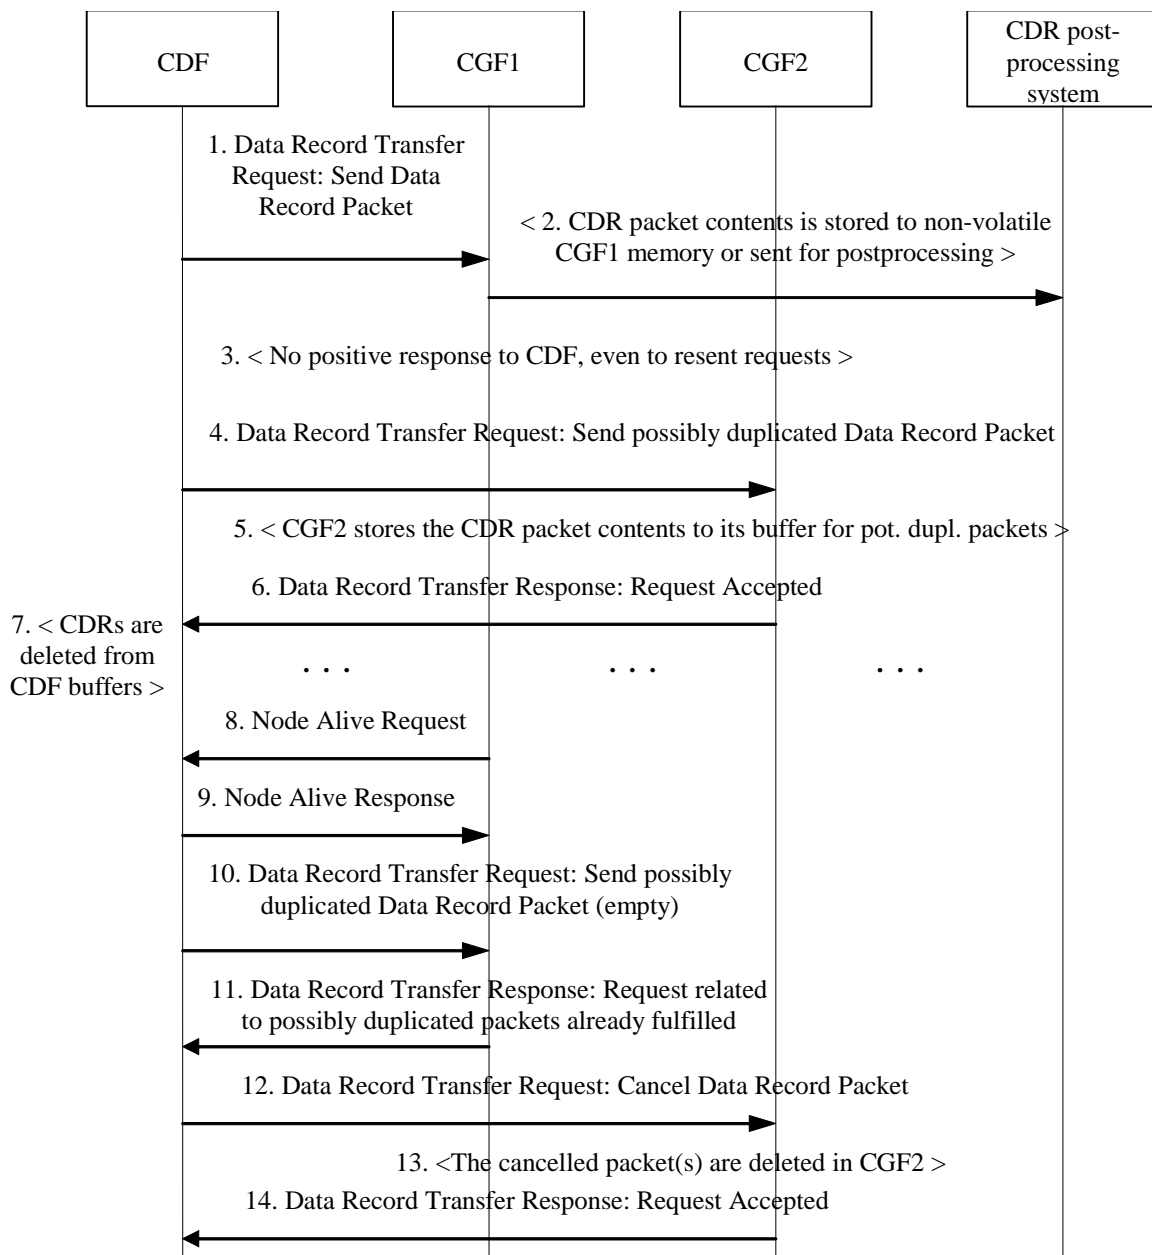 CDF
CGF1
CGF2
CDR post-
processing
system
1. Data Record Transfer
Request: Send Data
Record Packet
< 2. CDR packet contents is stored to non-volatile
CGF1 memory or sent for postprocessing >
3. < No positive response to CDF, even to resent requests >
4. Data Record Transfer Request: Send possibly duplicated Data Record Packet
5. < CGF2 stores the CDR packet contents to its buffer for pot. dupl. packets >
6. Data Record Transfer Response: Request Accepted
7. < CDRs are
deleted from
CDF buffers >
. . .
. . .
. . .
8. Node Alive Request
9. Node Alive Response
10. Data Record Transfer Request: Send possibly
duplicated Data Record Packet (empty)
11. Data Record Transfer Response: Request related
to possibly duplicated packets already fulfilled
12. Data Record Transfer Request: Cancel Data Record Packet
13. <The cancelled packet(s) are deleted in CGF2 >
14. Data Record Transfer Response: Request Accepted